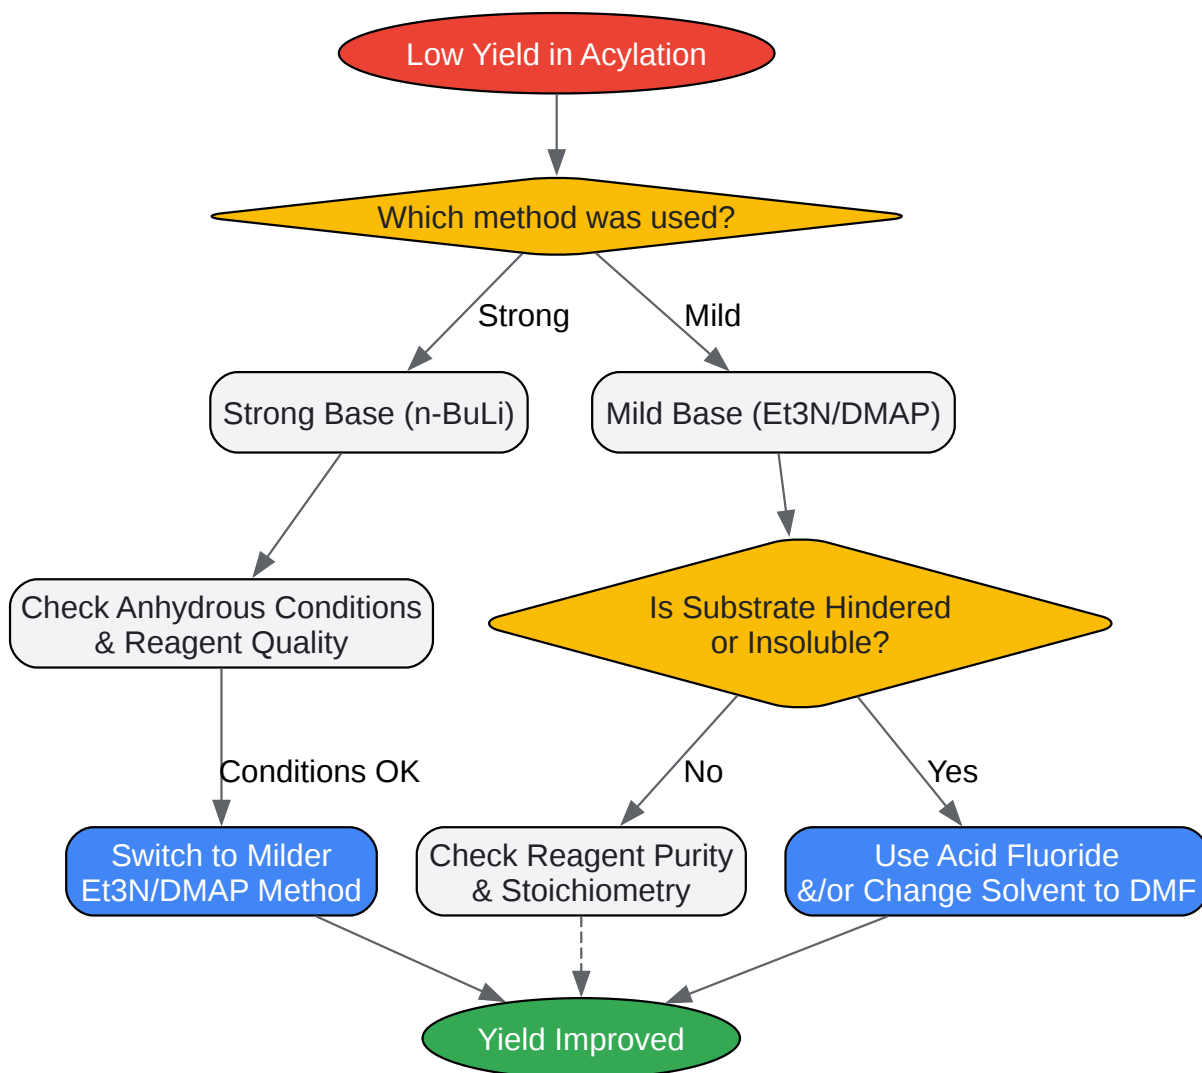 Low Yield in Acylation
Which method was used?
Strong
Mild
Strong Base (n-BuLi)
Mild Base (Et3N/DMAP)
Check Anhydrous Conditions
& Reagent Quality
Is Substrate Hindered
or Insoluble?
Conditions OK
No
Yes
Switch to Milder
Et3N/DMAP Method
Check Reagent Purity
& Stoichiometry
Use Acid Fluoride
&/or Change Solvent to DMF
Yield Improved